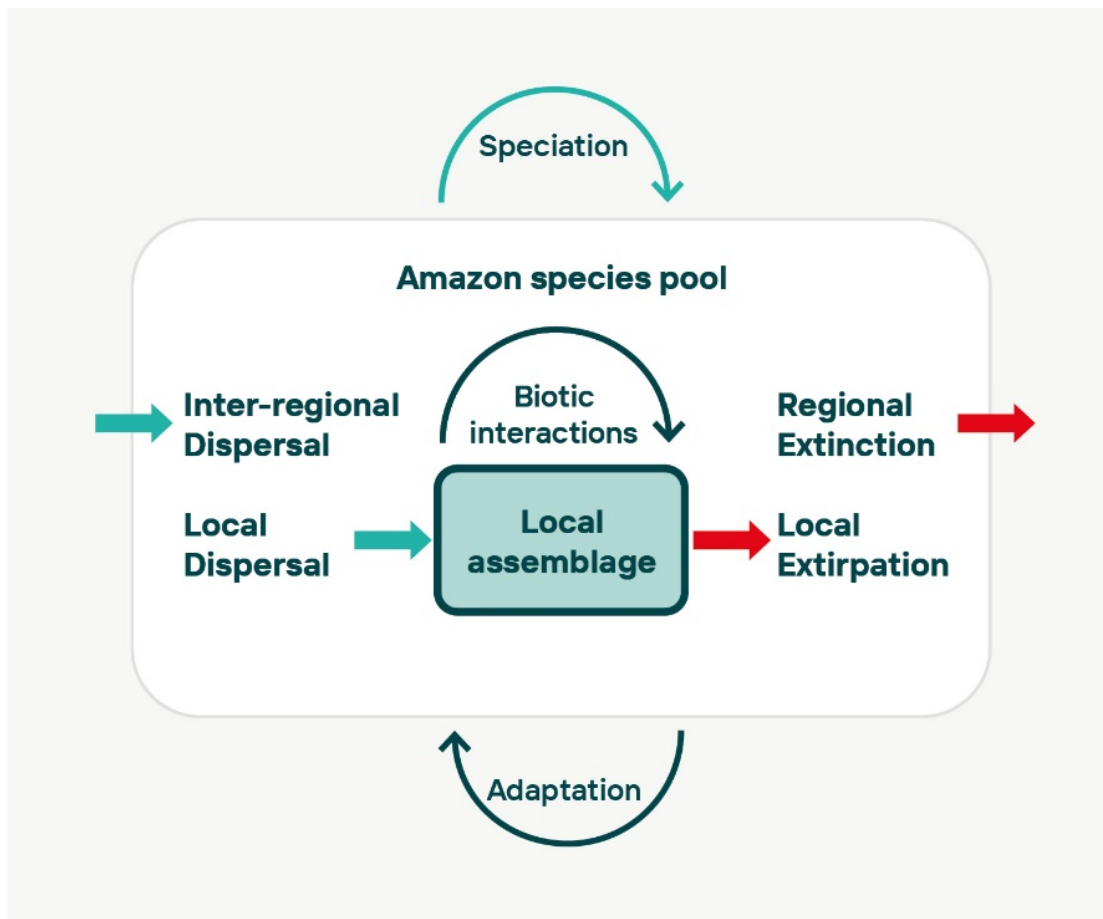 Speciation
Amazon species pool
Biotic
interactions
Inter-regional
Dispersal
Regional
Extinction
Local
Dispersal
Local
assemblage
Local
Extirpation
Adaptation